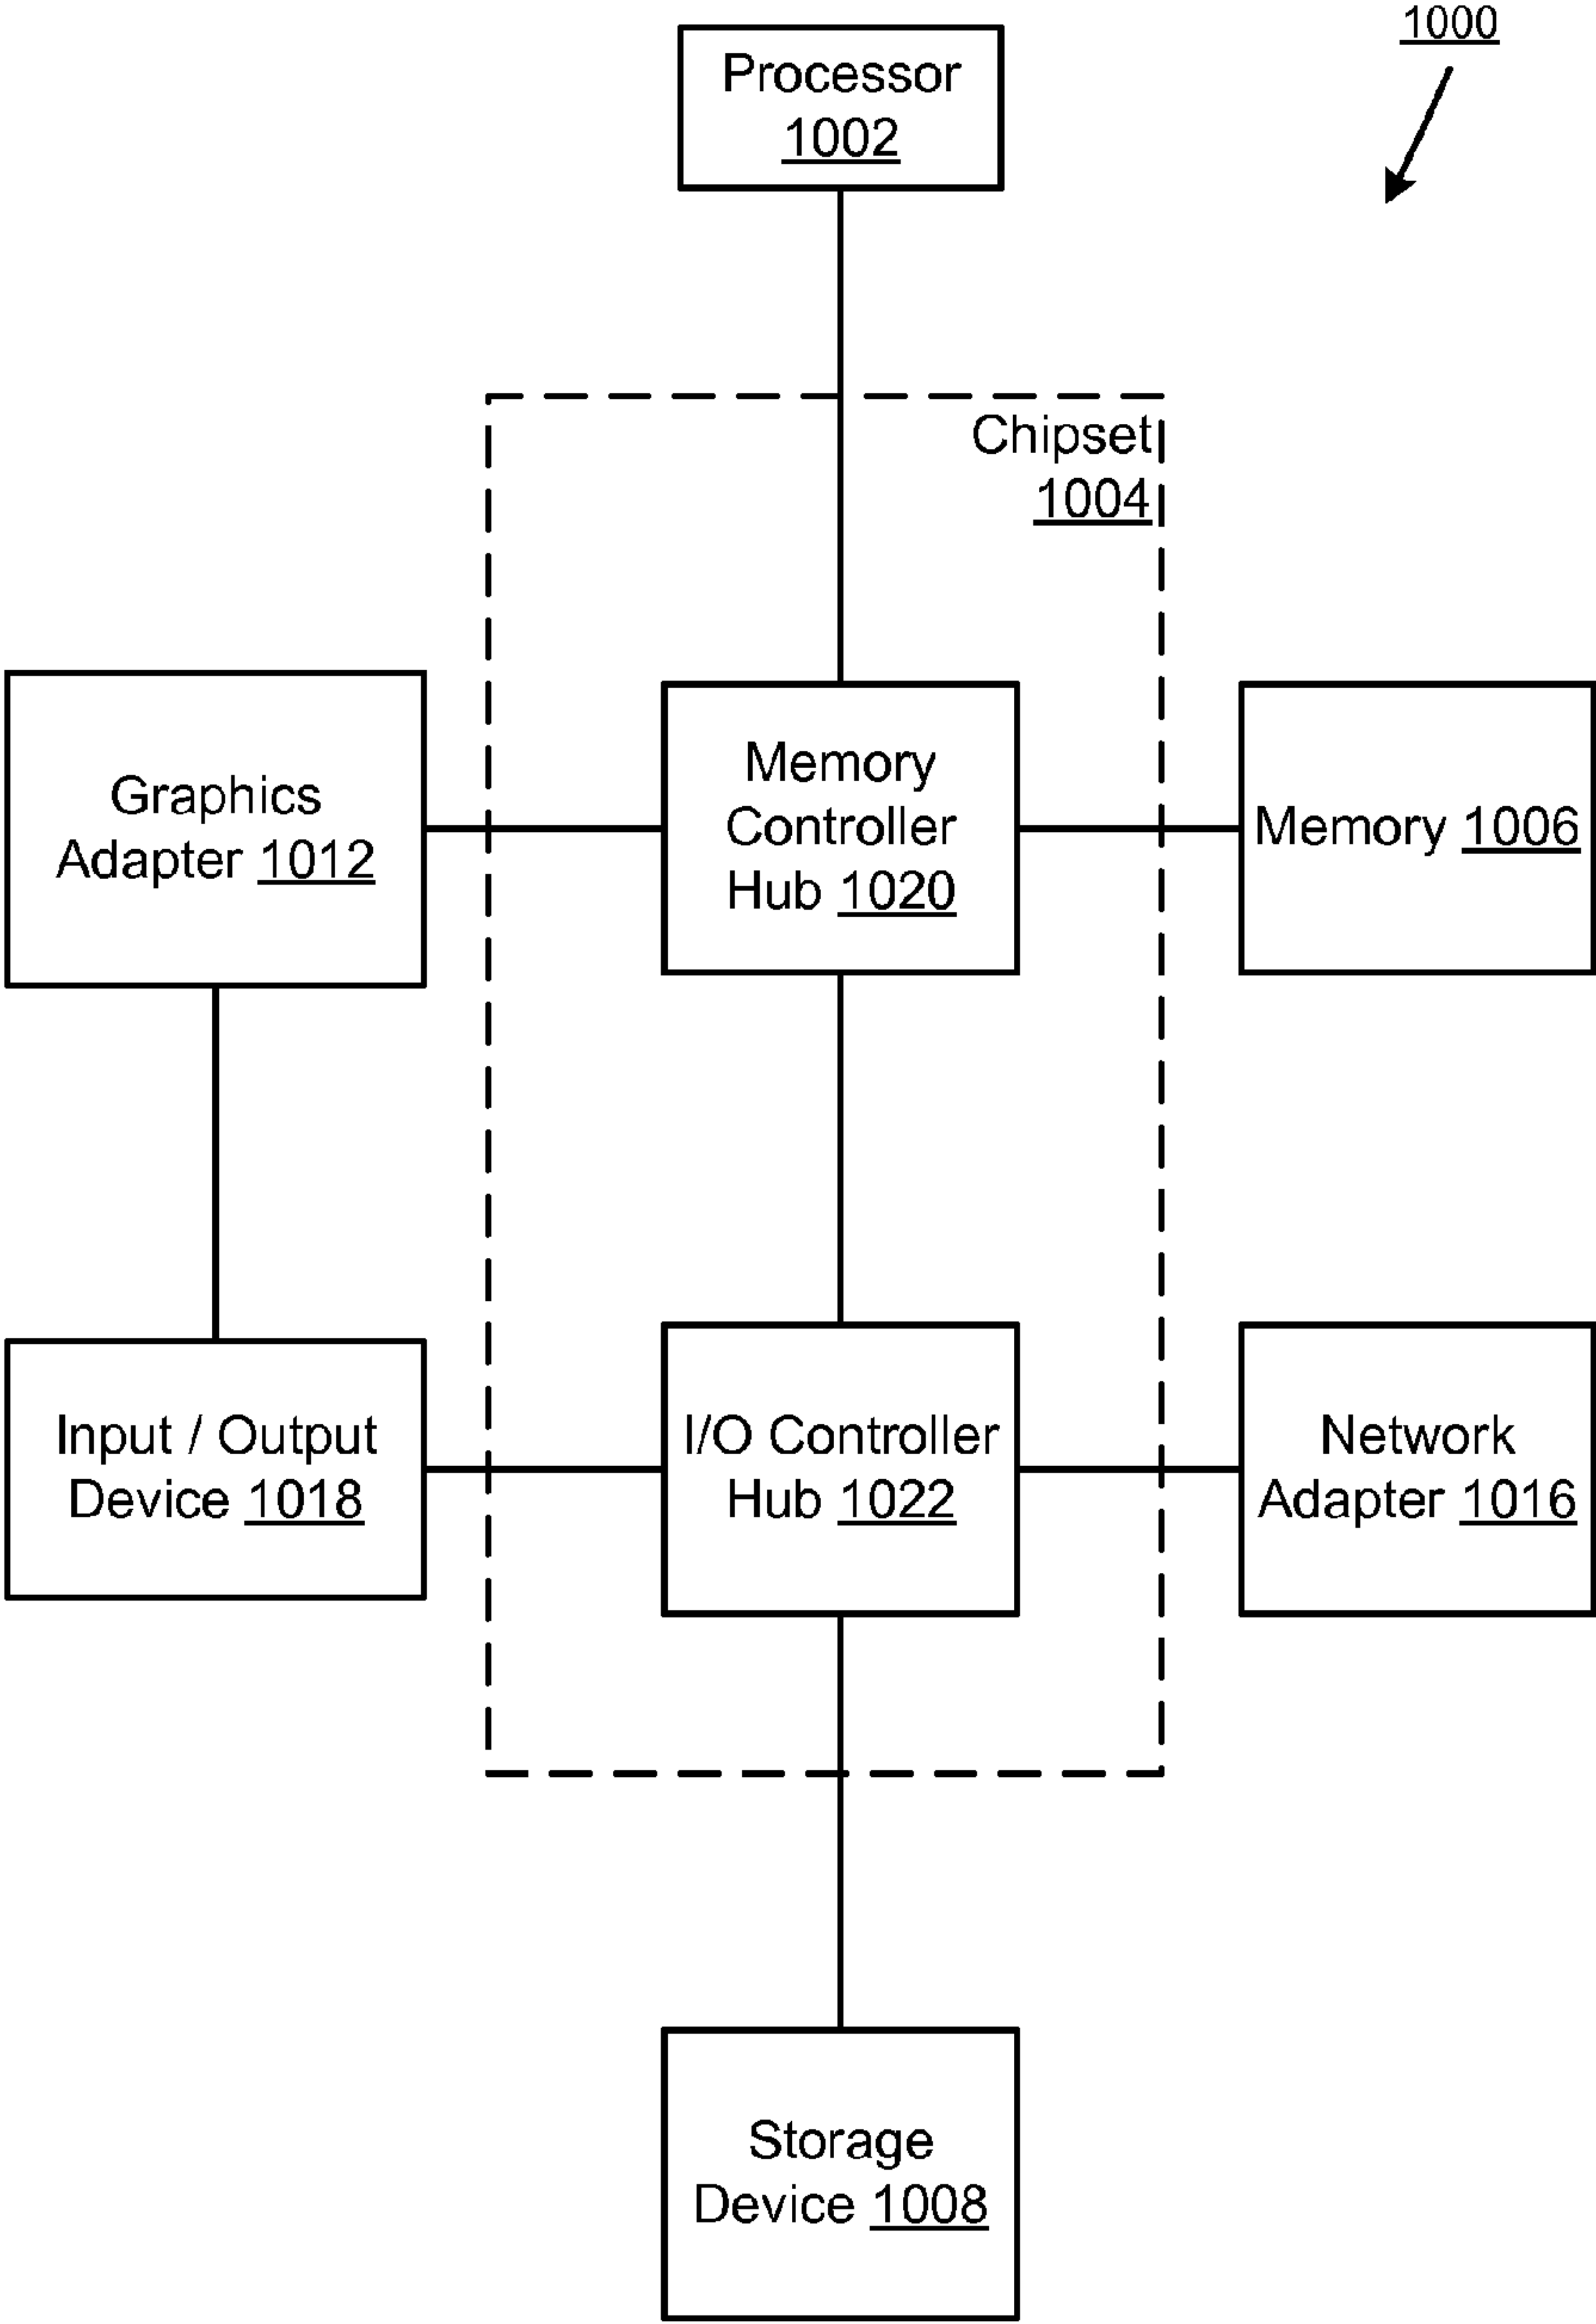 1000
Processor
1002
Chipset
1004
Graphics
Adapter 1012
Memory
Controller
Hub 1020
Memory 1006
Input / Output
Device 1018
I/O Controller
Hub 1022
Network
Adapter 1016
Storage
Device 1008